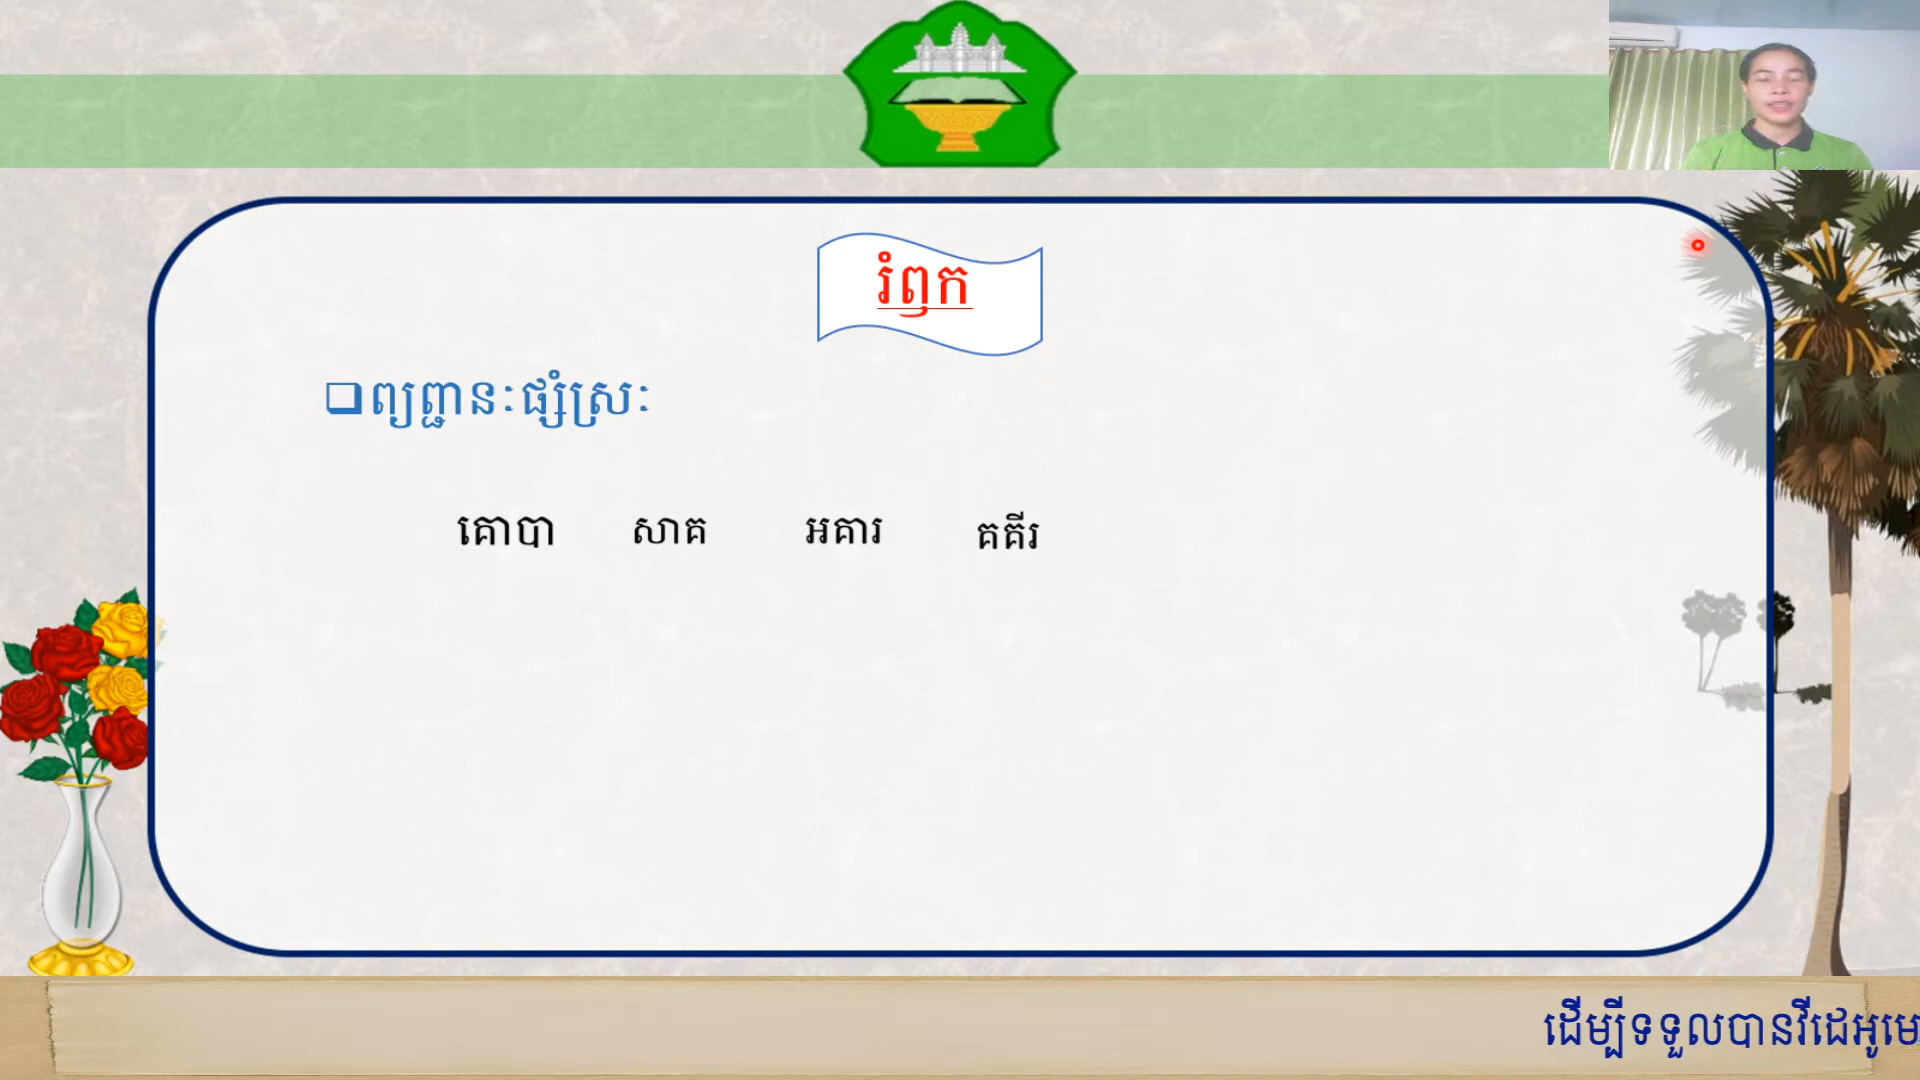 រំឭក
ព្យព្ជានៈផ្សំស្រៈ
គោបា សាគ អគារ គគីរ
ដើម្បីទទួលបានវីដេអូមេ